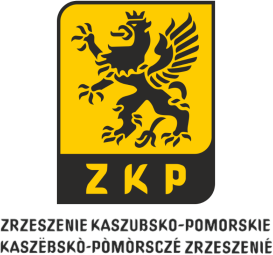 ZKP
ZRZESZENIE KASZUBSKO-POMORSKIE
KASZËBSKÒ-PÒMÒRSCZÉ ZRZESZENIÉ